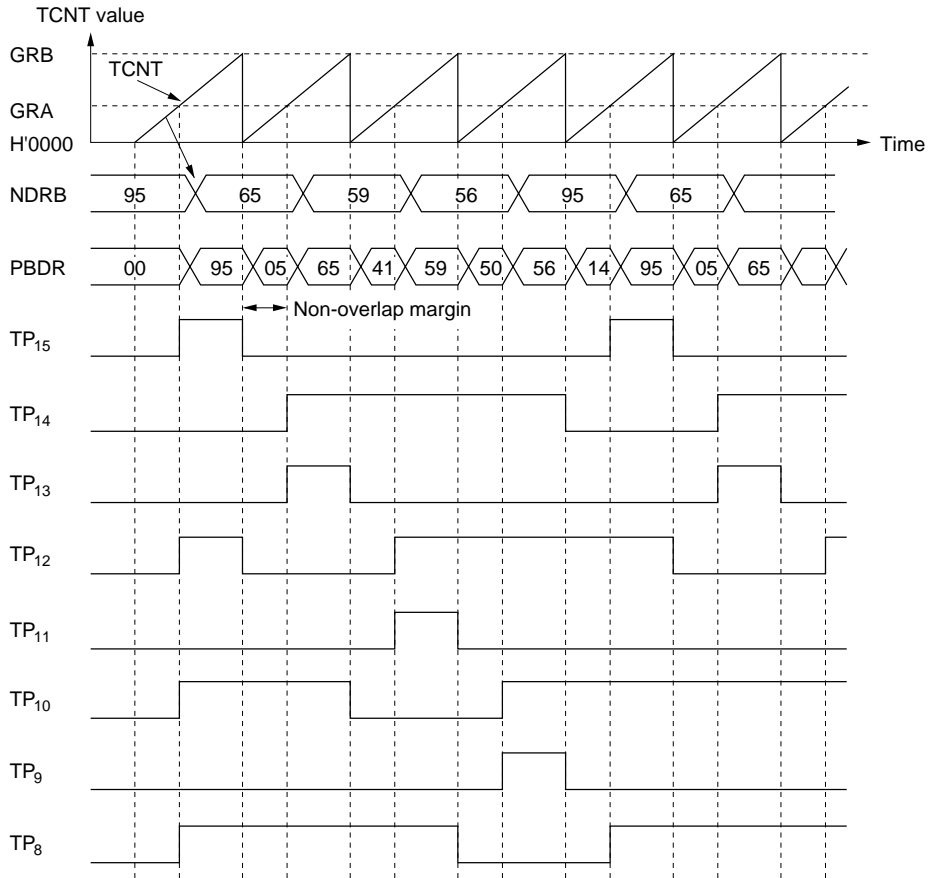 TCNT value
GRB
TCNT
GRA
H'0000
Time
NDRB 95 65 59 56 95 65
PBDR 00 95 05 65 41 59 50 56 14 95 05 65
Non-overlap margin
TP15
TP14
TP13
TP12
TP11
TP10
TP9
TP8